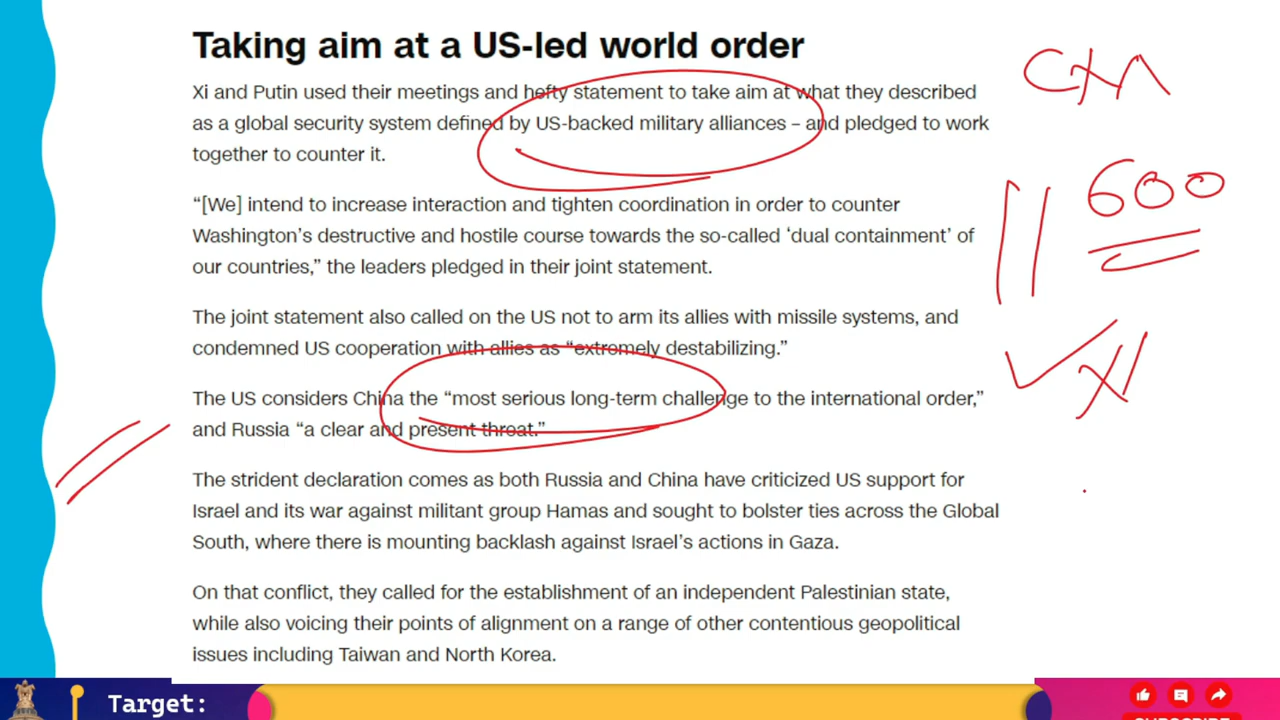 Taking aim at a US-led world order
Xi and Putin used their meetings and hefty statement to take aim at what they described
as a global security system defined by US-backed military alliances – and pledged to work
together to counter it.
“[We] intend to increase interaction and tighten coordination in order to counter
Washington’s destructive and hostile course towards the so-called ‘dual containment’ of
our countries,” the leaders pledged in their joint statement.
The joint statement also called on the US not to arm its allies with missile systems, and
condemned US cooperation with allies as “extremely destabilizing.”
The US considers China the “most serious long-term challenge to the international order,”
and Russia “a clear and present threat.”
The strident declaration comes as both Russia and China have criticized US support for
Israel and its war against militant group Hamas and sought to bolster ties across the Global
South, where there is mounting backlash against Israel’s actions in Gaza.
On that conflict, they called for the establishment of an independent Palestinian state,
while also voicing their points of alignment on a range of other contentious geopolitical
issues including Taiwan and North Korea.
600
XI
Target: